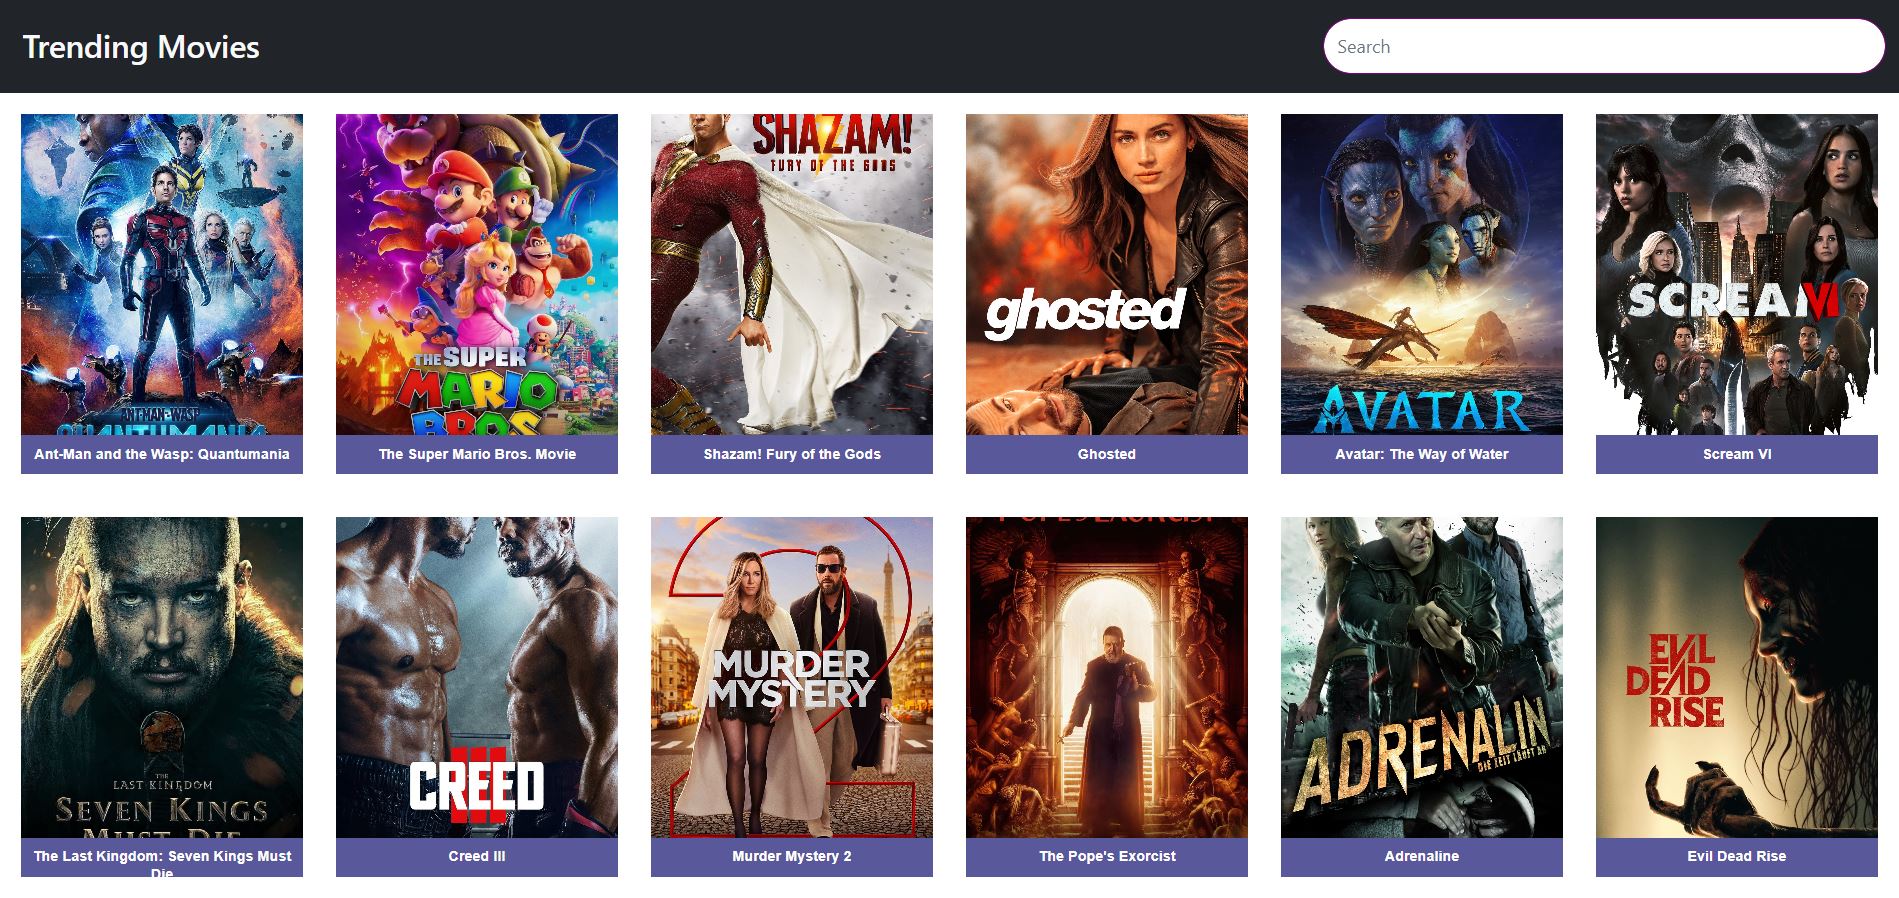 Trending Movies
Search
ANT-MAN AND THE WASP
QUANTUMANIA
Ant-Man and the Wasp: Quantumania
THE SUPER
MARIO
BROS.
The Super Mario Bros. Movie
SHAZAM!
FURY OF THE GODS
Shazam! Fury of the Gods
ghosted
Ghosted
AVATAR
Avatar: The Way of Water
SCREAM VI
Scream VI
THE
LAST KINGDOM
SEVEN KINGS
MUST DIE
The Last Kingdom: Seven Kings Must
Die
III
CREED
Creed III
2
MURDER
MYSTERY
Murder Mystery 2
POPE'S EXORCIST
The Pope's Exorcist
ADRENALIN
DIE ZEIT LÄUFT AB
Adrenaline
EVIL
DEAD
RISE
Evil Dead Rise